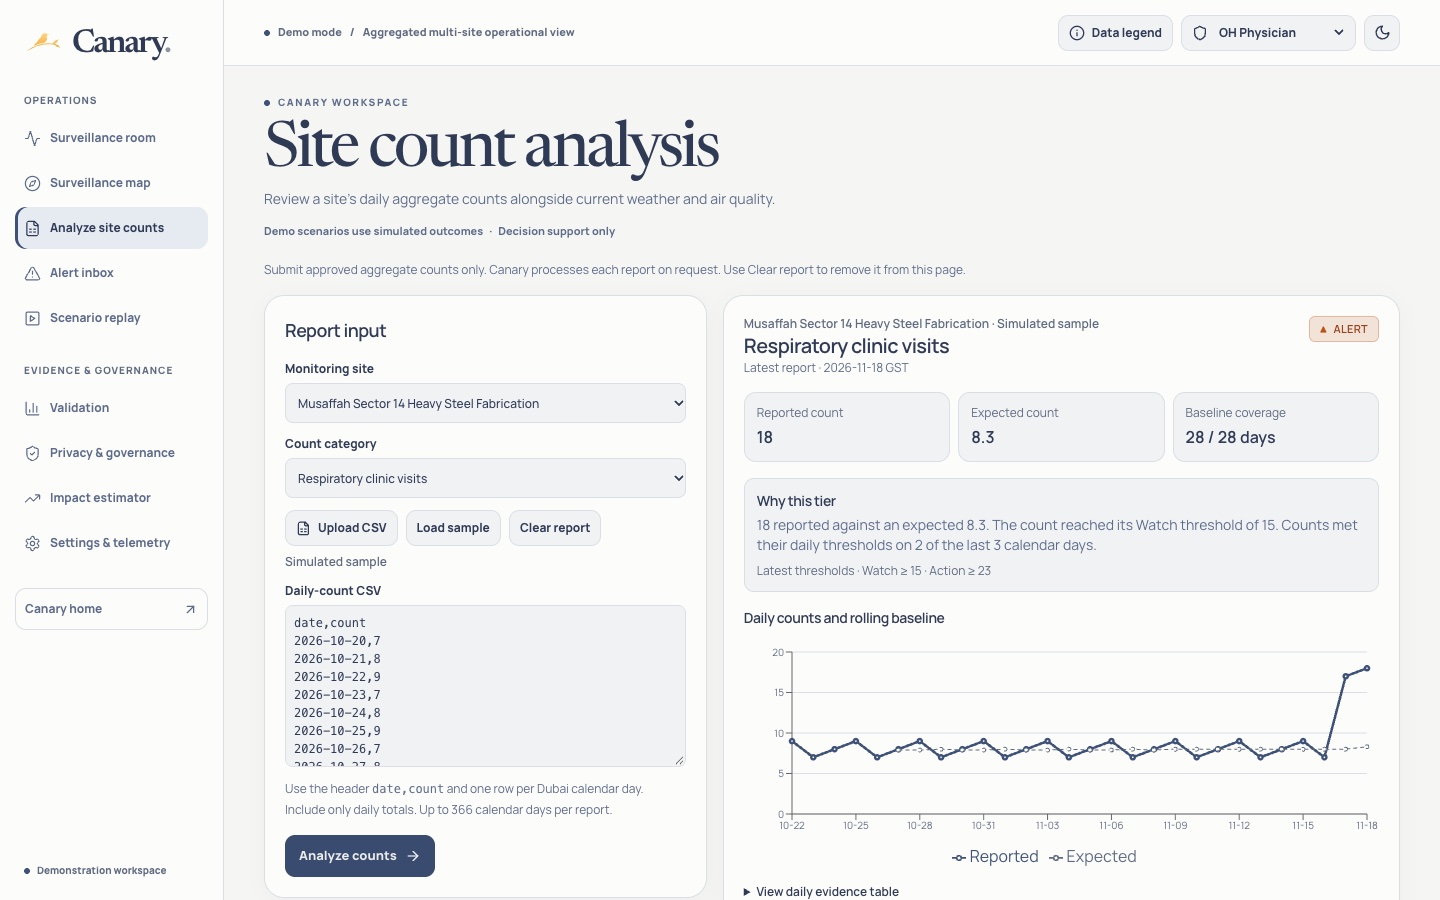 Canary.
OPERATIONS
Surveillance room
Surveillance map
Analyze site counts
Alert inbox
Scenario replay
EVIDENCE & GOVERNANCE
Validation
Privacy & governance
Impact estimator
Settings & telemetry
Canary home
Demonstration workspace
Demo mode / Aggregated multi-site operational view
Data legend
OH Physician
CANARY WORKSPACE
Site count analysis
Review a site's daily aggregate counts alongside current weather and air quality.
Demo scenarios use simulated outcomes · Decision support only
Submit approved aggregate counts only. Canary processes each report on request. Use Clear report to remove it from this page.
Report input
Monitoring site
Musaffah Sector 14 Heavy Steel Fabrication
Count category
Respiratory clinic visits
Upload CSV
Load sample
Clear report
Simulated sample
Daily-count CSV
date,count
2026-10-20,7
2026-10-21,8
2026-10-22,9
2026-10-23,7
2026-10-24,8
2026-10-25,9
2026-10-26,7
2026-10-27,8
Use the header date,count and one row per Dubai calendar day.
Include only daily totals. Up to 366 calendar days per report.
Analyze counts
Musaffah Sector 14 Heavy Steel Fabrication · Simulated sample
ALERT
Respiratory clinic visits
Latest report · 2026-11-18 GST
Reported count
18
Expected count
8.3
Baseline coverage
28 / 28 days
Why this tier
18 reported against an expected 8.3. The count reached its Watch threshold of 15. Counts met
their daily thresholds on 2 of the last 3 calendar days.
Latest thresholds · Watch ≥ 15 · Action ≥ 23
Daily counts and rolling baseline
20
15
10
5
0
10-22 10-25 10-28 10-31 11-03 11-06 11-09 11-12 11-15 11-18
Reported Expected
View daily evidence table